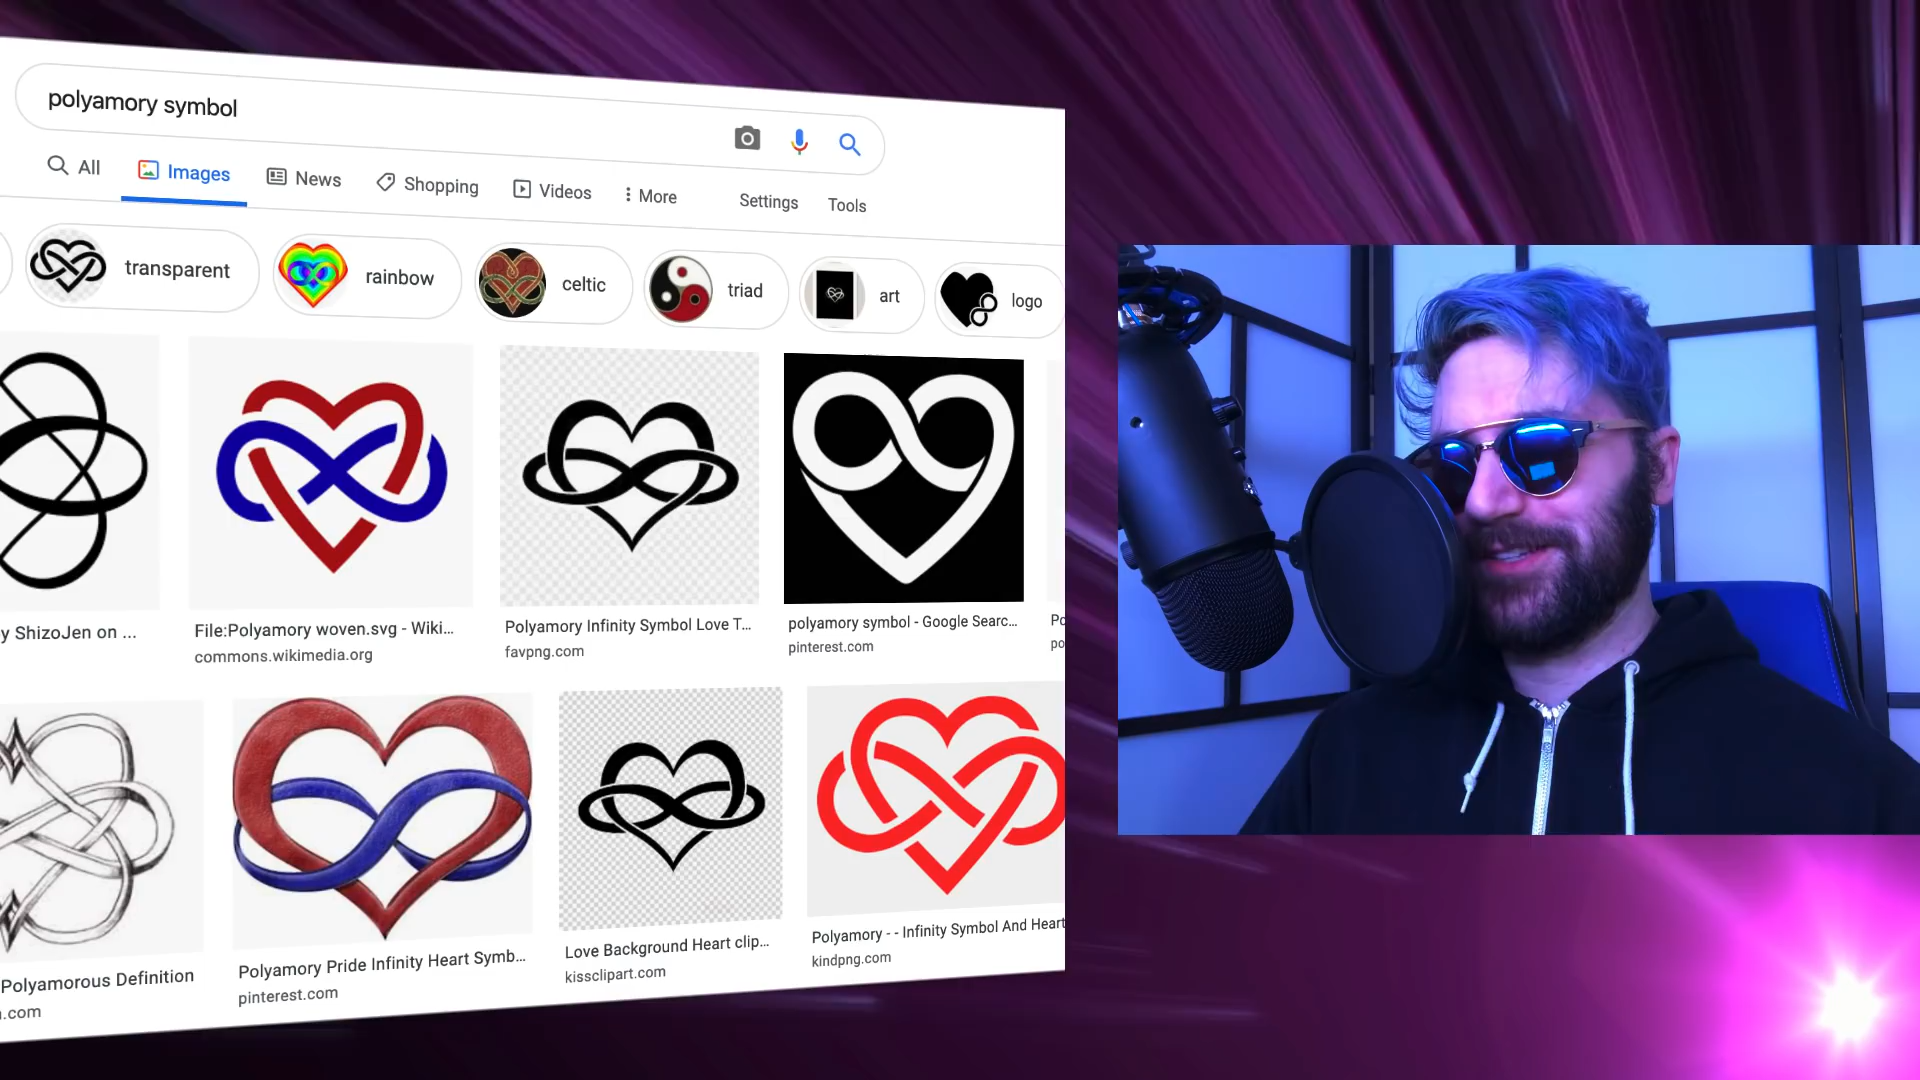 polyamory symbol
All
Images
News
Shopping
Videos
More
Settings
Tools
transparent
rainbow
celtic
triad
art
logo
y ShizoJen on ...
File:Polyamory woven.svg - Wiki...
commons.wikimedia.org
Polyamory Infinity Symbol Love T...
favpng.com
polyamory symbol - Google Searc...
pinterest.com
Po
po
Polyamorous Definition
.com
Polyamory Pride Infinity Heart Symb...
pinterest.com
Love Background Heart clip...
kissclipart.com
Polyamory - - Infinity Symbol And Heart
kindpng.com